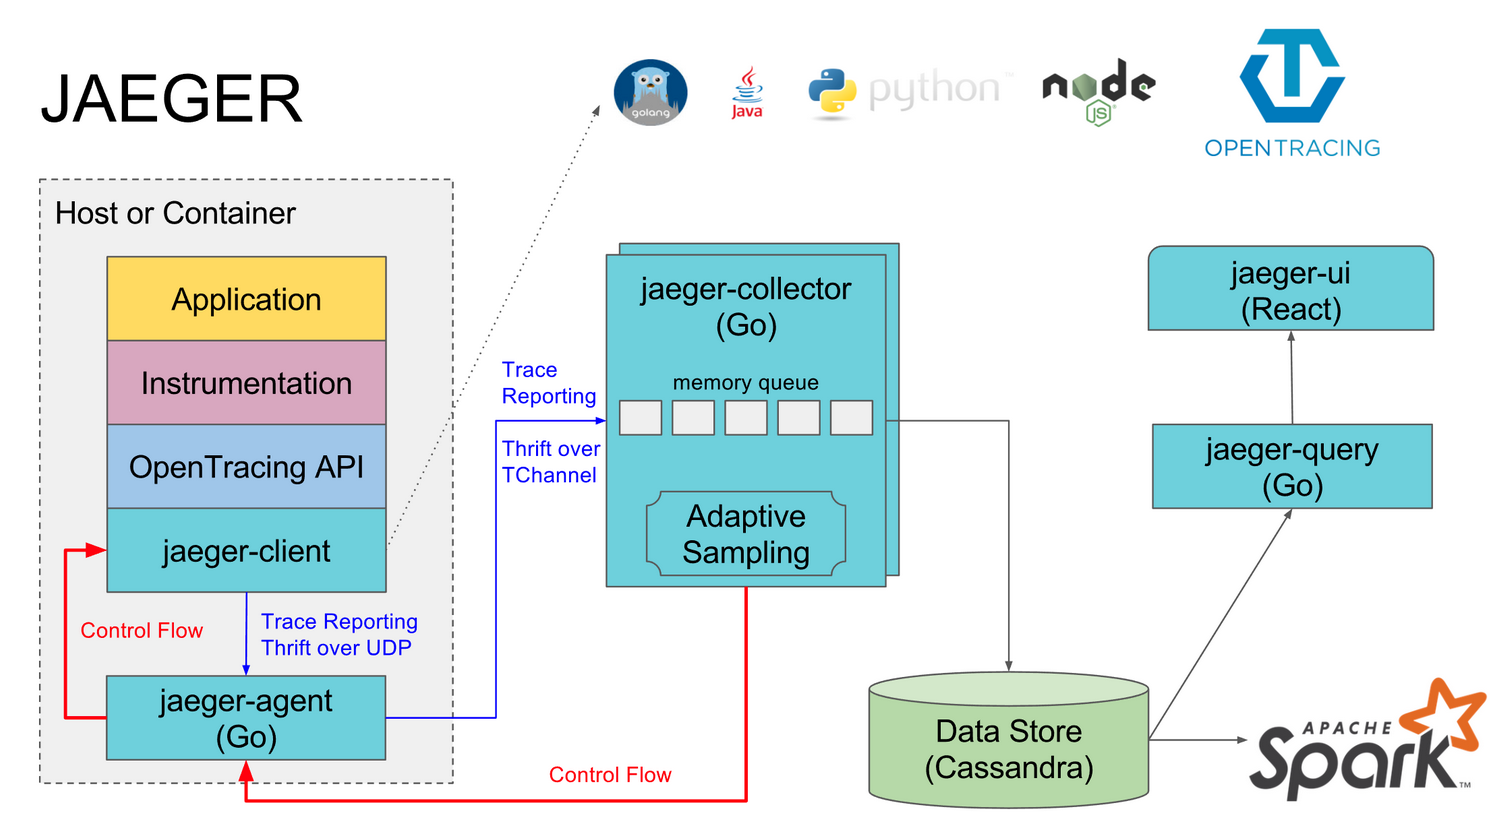 JAEGER
golang
Java
python
node
JS
OPENTRACING
Host or Container
Application
Instrumentation
OpenTracing API
jaeger-client
Control Flow
Trace Reporting
Thrift over UDP
jaeger-agent
(Go)
Trace
Reporting
Thrift over
TChannel
jaeger-collector
(Go)
memory queue
Adaptive
Sampling
Control Flow
Data Store
(Cassandra)
jaeger-ui
(React)
jaeger-query
(Go)
APACHE
Spark™